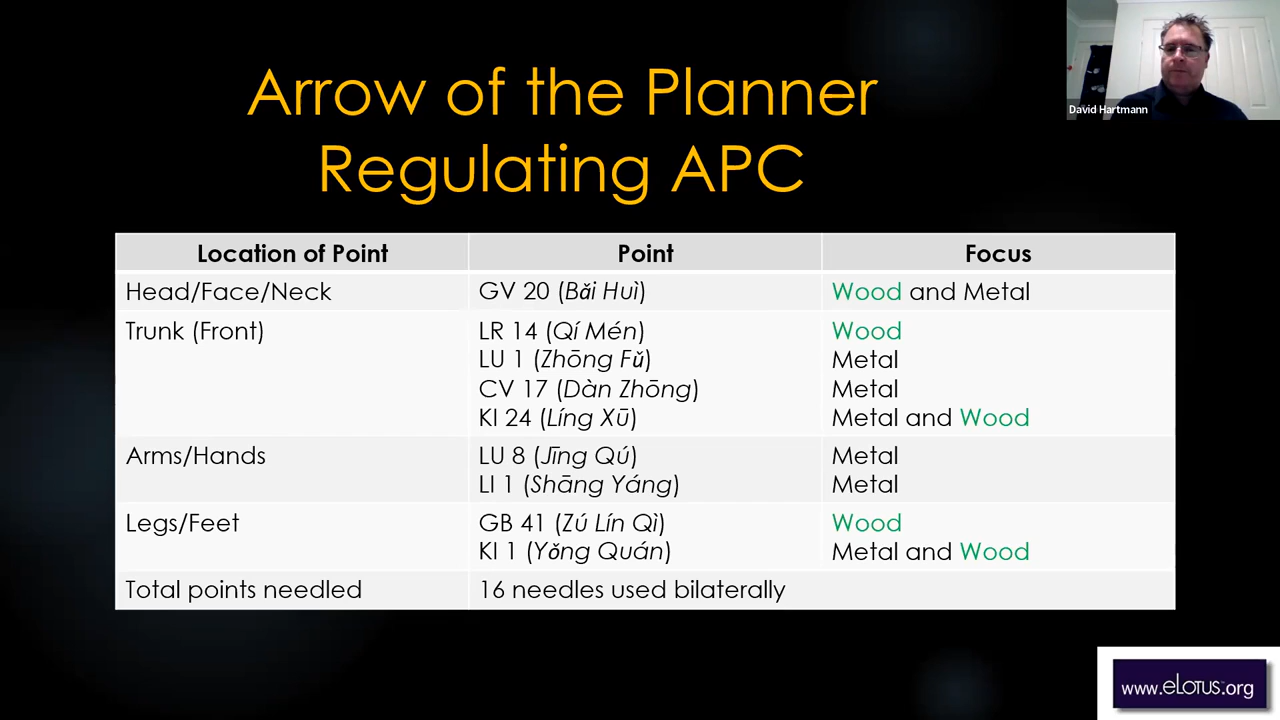 David Hartmann
Arrow of the Planner
Regulating APC
Location of Point Point Focus
Head/Face/Neck GV 20 (Bǎi Huì) Wood and Metal
Trunk (Front) LR 14 (Qí Mén) Wood
LU 1 (Zhōng Fǔ) Metal
CV 17 (Dàn Zhōng) Metal
KI 24 (Líng Xū) Metal and Wood
Arms/Hands LU 8 (Jīng Qú) Metal
LI 1 (Shāng Yáng) Metal
Legs/Feet GB 41 (Zú Lín Qì) Wood
KI 1 (Yǒng Quán) Metal and Wood
Total points needled 16 needles used bilaterally
www.eLotus.org